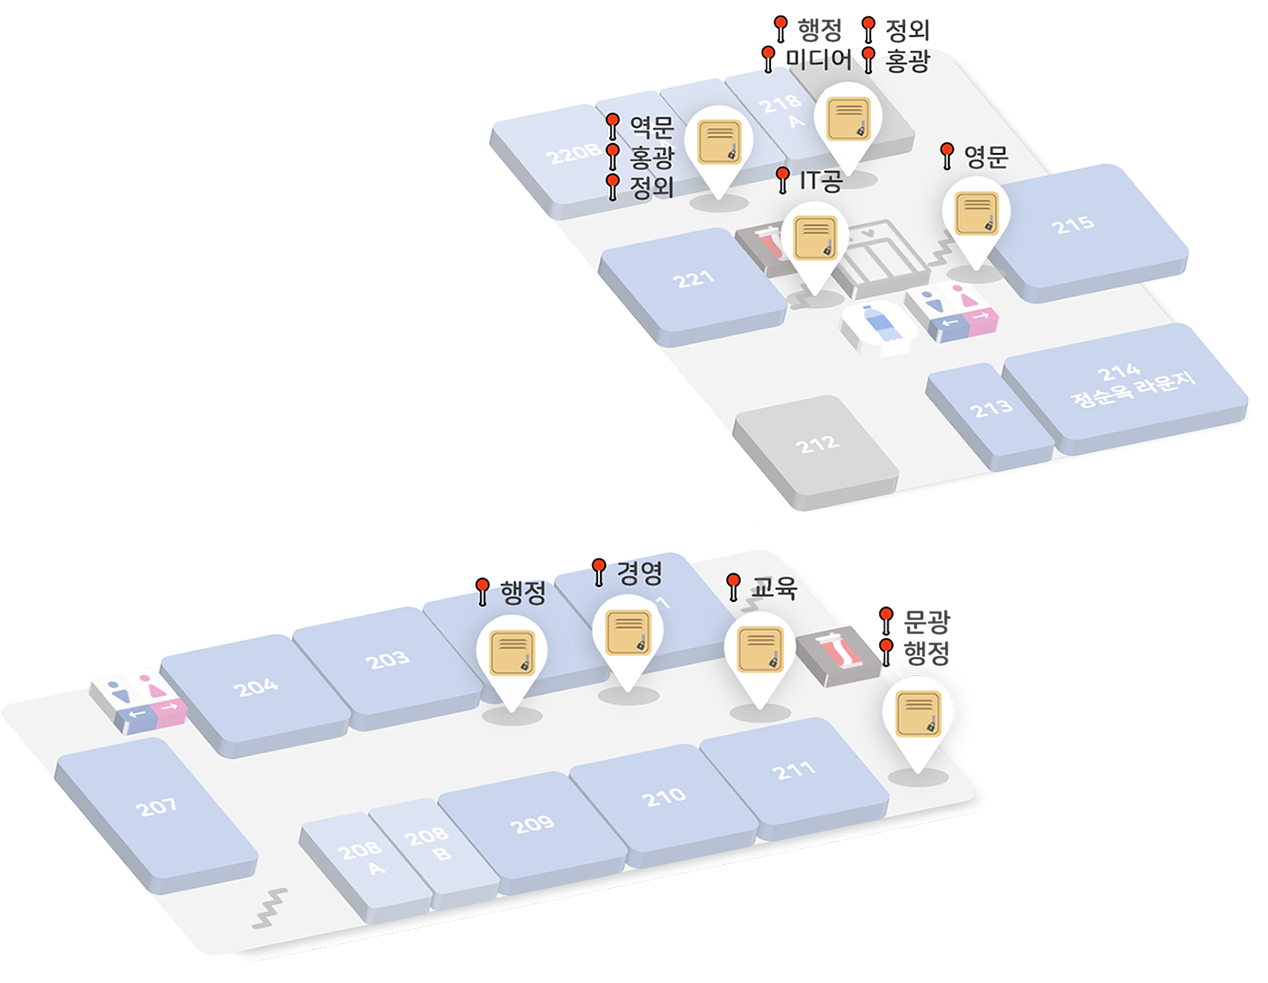 행정 정외
미디어 홍광
218
A
역문
홍광
정외
220B
영문
IT공
215
221
214
정순옥 라운지
213
212
행정
경영
교육
문광
행정
1
203
204
211
210
209
208
B
208
A
207